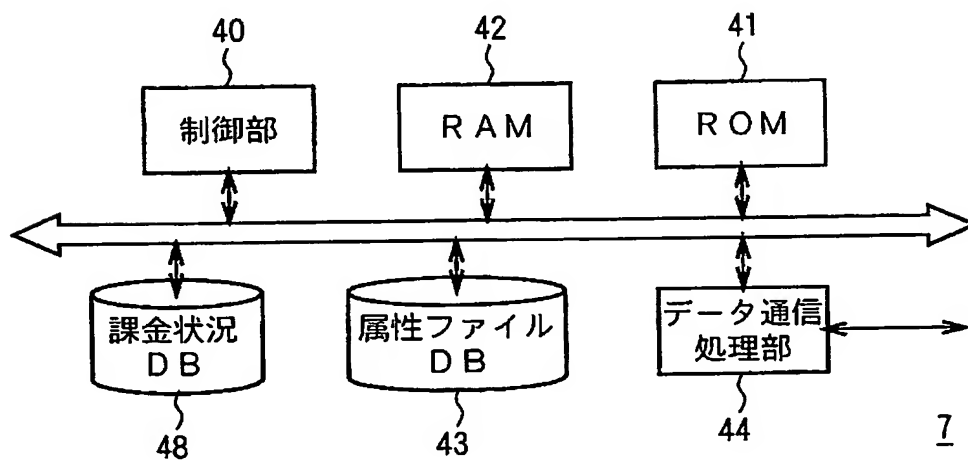 40
42
41
制御部
RAM
ROM
課金状況
DB
属性ファイル
DB
データ通信
処理部
48
43
44
7